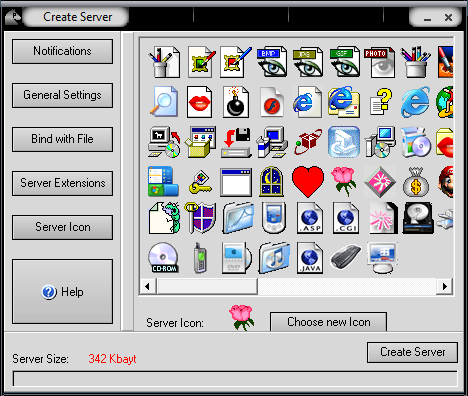 Create Server
Notifications
General Settings
Bind with File
Server Extensions
Server Icon
Help
BMP
GIF
PHOTO
.ASP
.CGI
CD-ROM
.JAVA
Server Icon:
Choose new Icon
Server Size:
342 Kbayt
Create Server